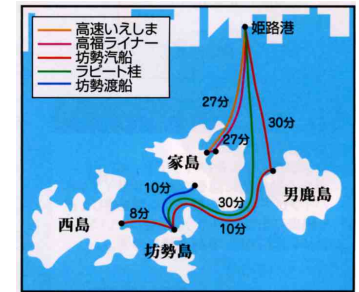 高速いえしま
高福ライナー
坊勢汽船
ラピート桂
坊勢渡船
姫路港
27分
30分
27分
家島
10分
男鹿島
30分
西島
8分
10分
坊勢島